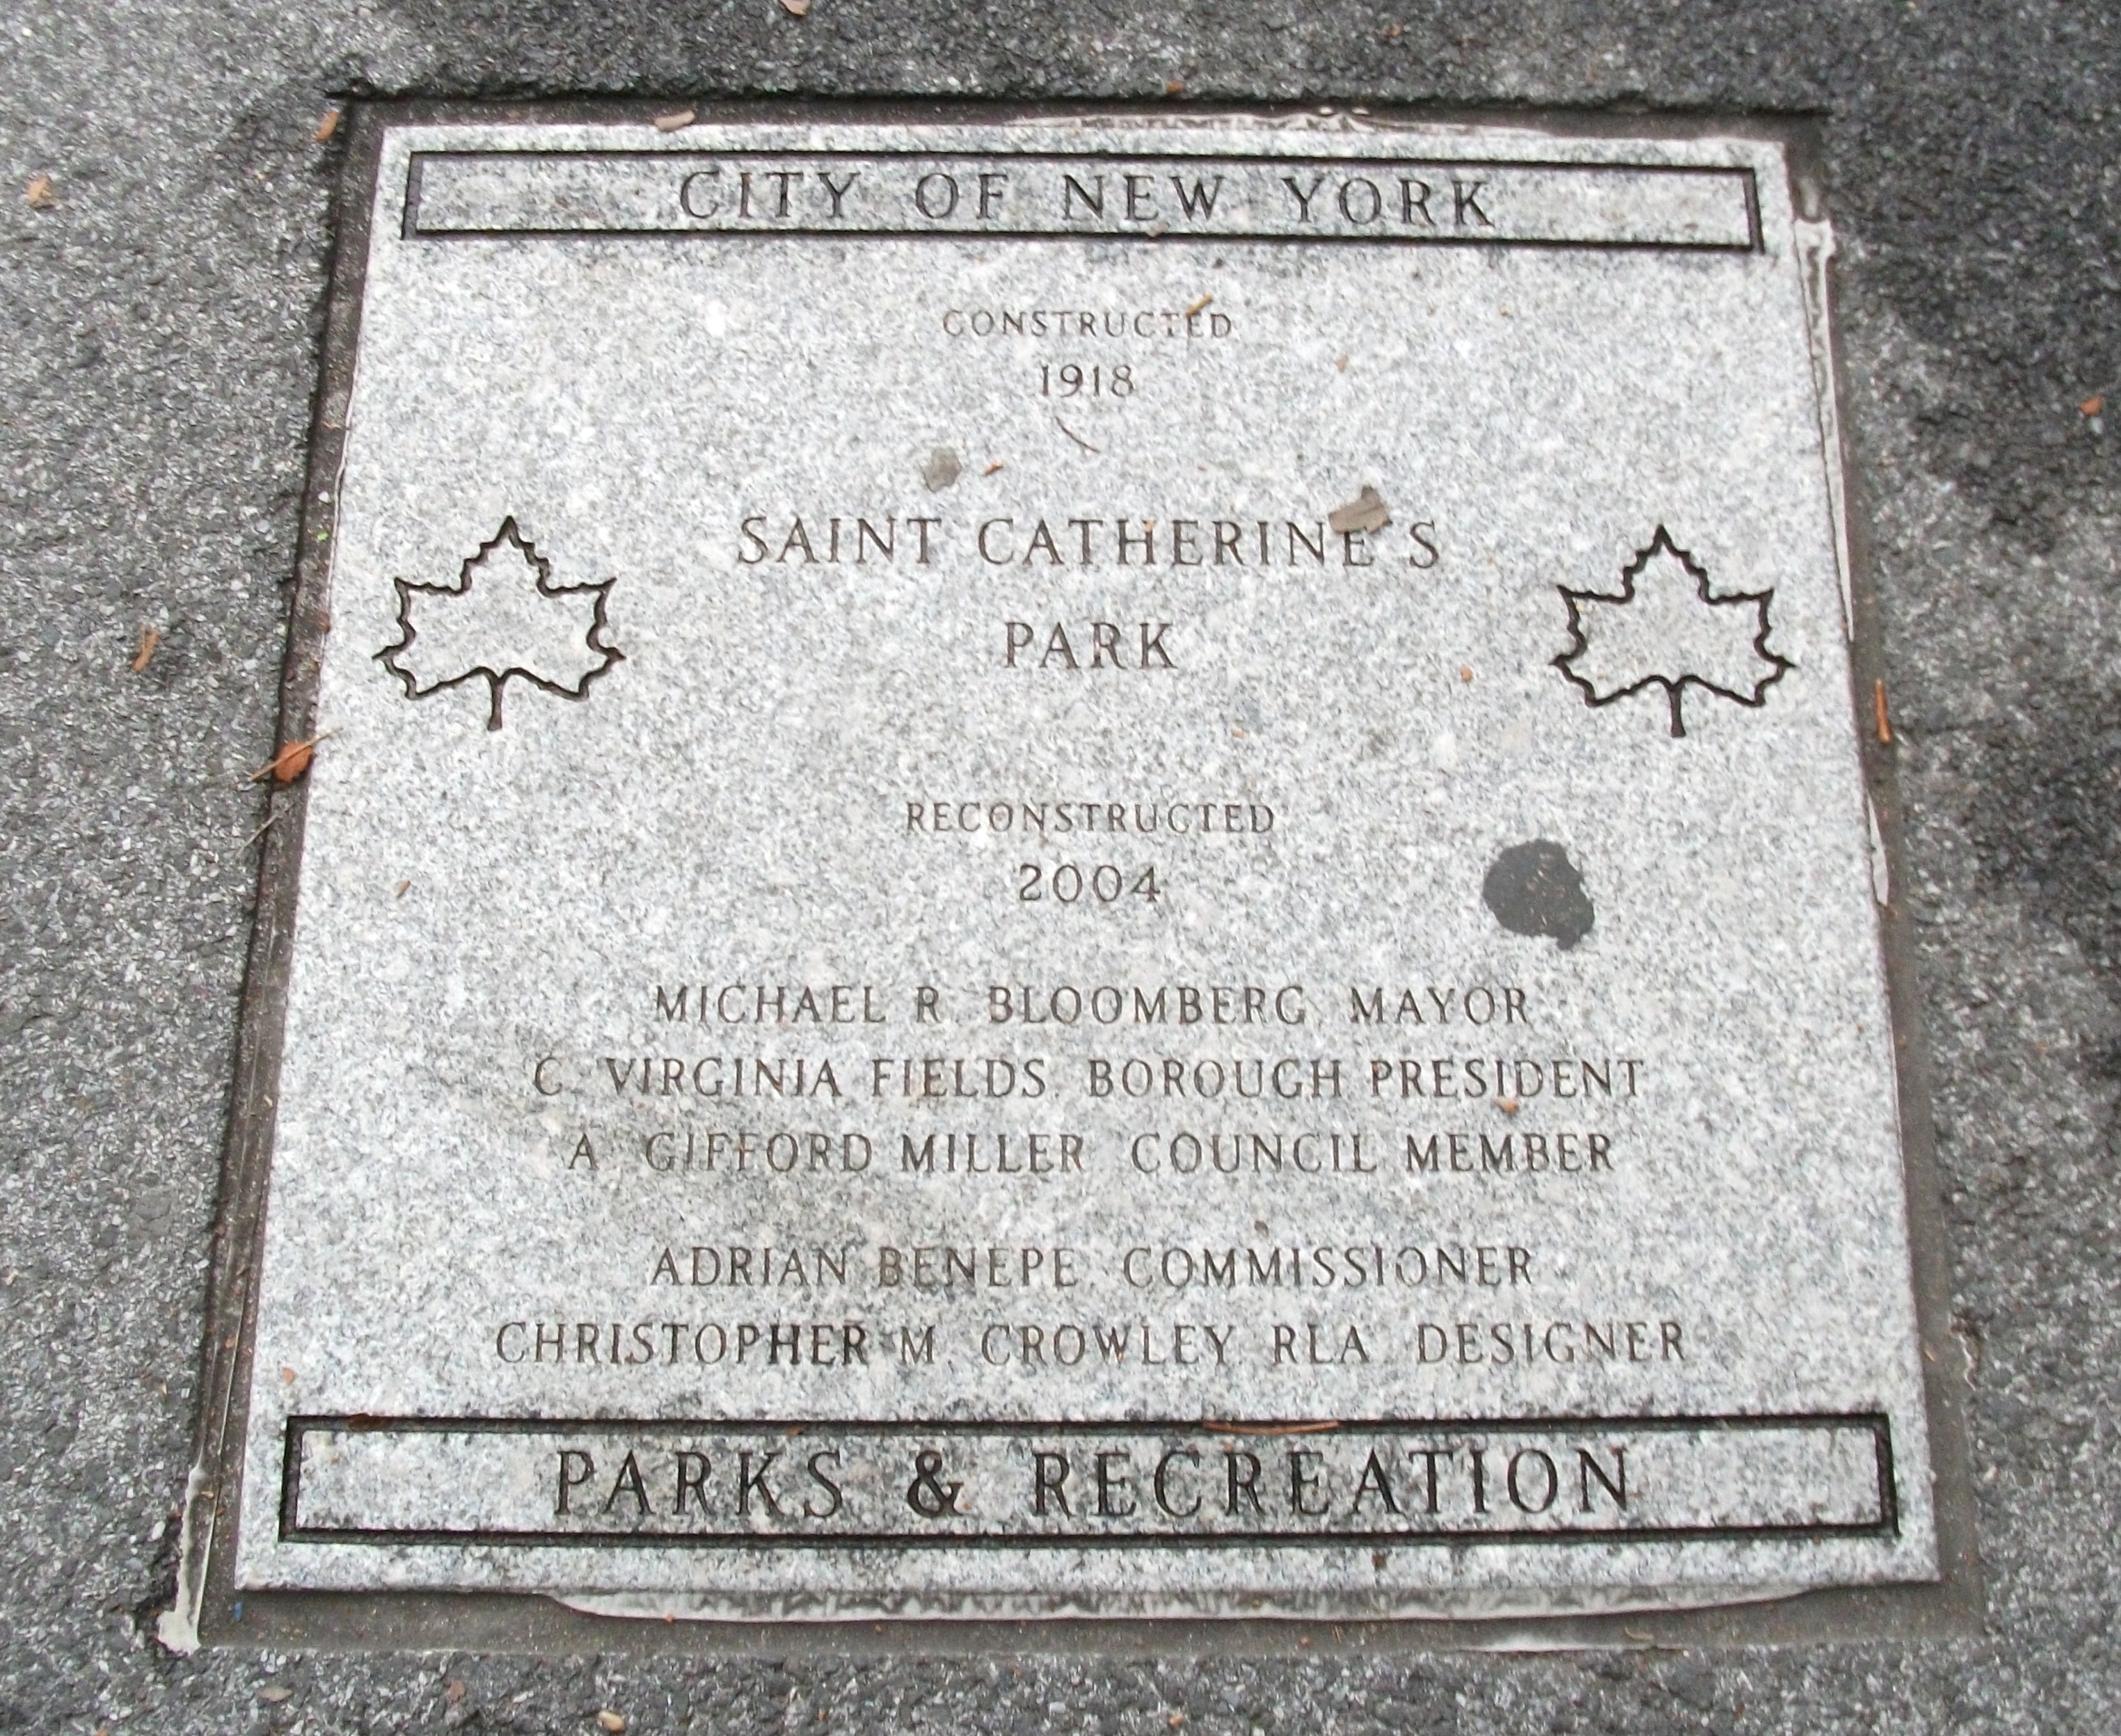 CITY OF NEW YORK
CONSTRUCTED
1918
SAINT CATHERINE'S
PARK
RECONSTRUCTED
2004
MICHAEL R. BLOOMBERG, MAYOR
C. VIRGINIA FIELDS, BOROUGH PRESIDENT
A. GIFFORD MILLER, COUNCIL MEMBER
ADRIAN BENEPE, COMMISSIONER
CHRISTOPHER M. CROWLEY RLA, DESIGNER
PARKS & RECREATION